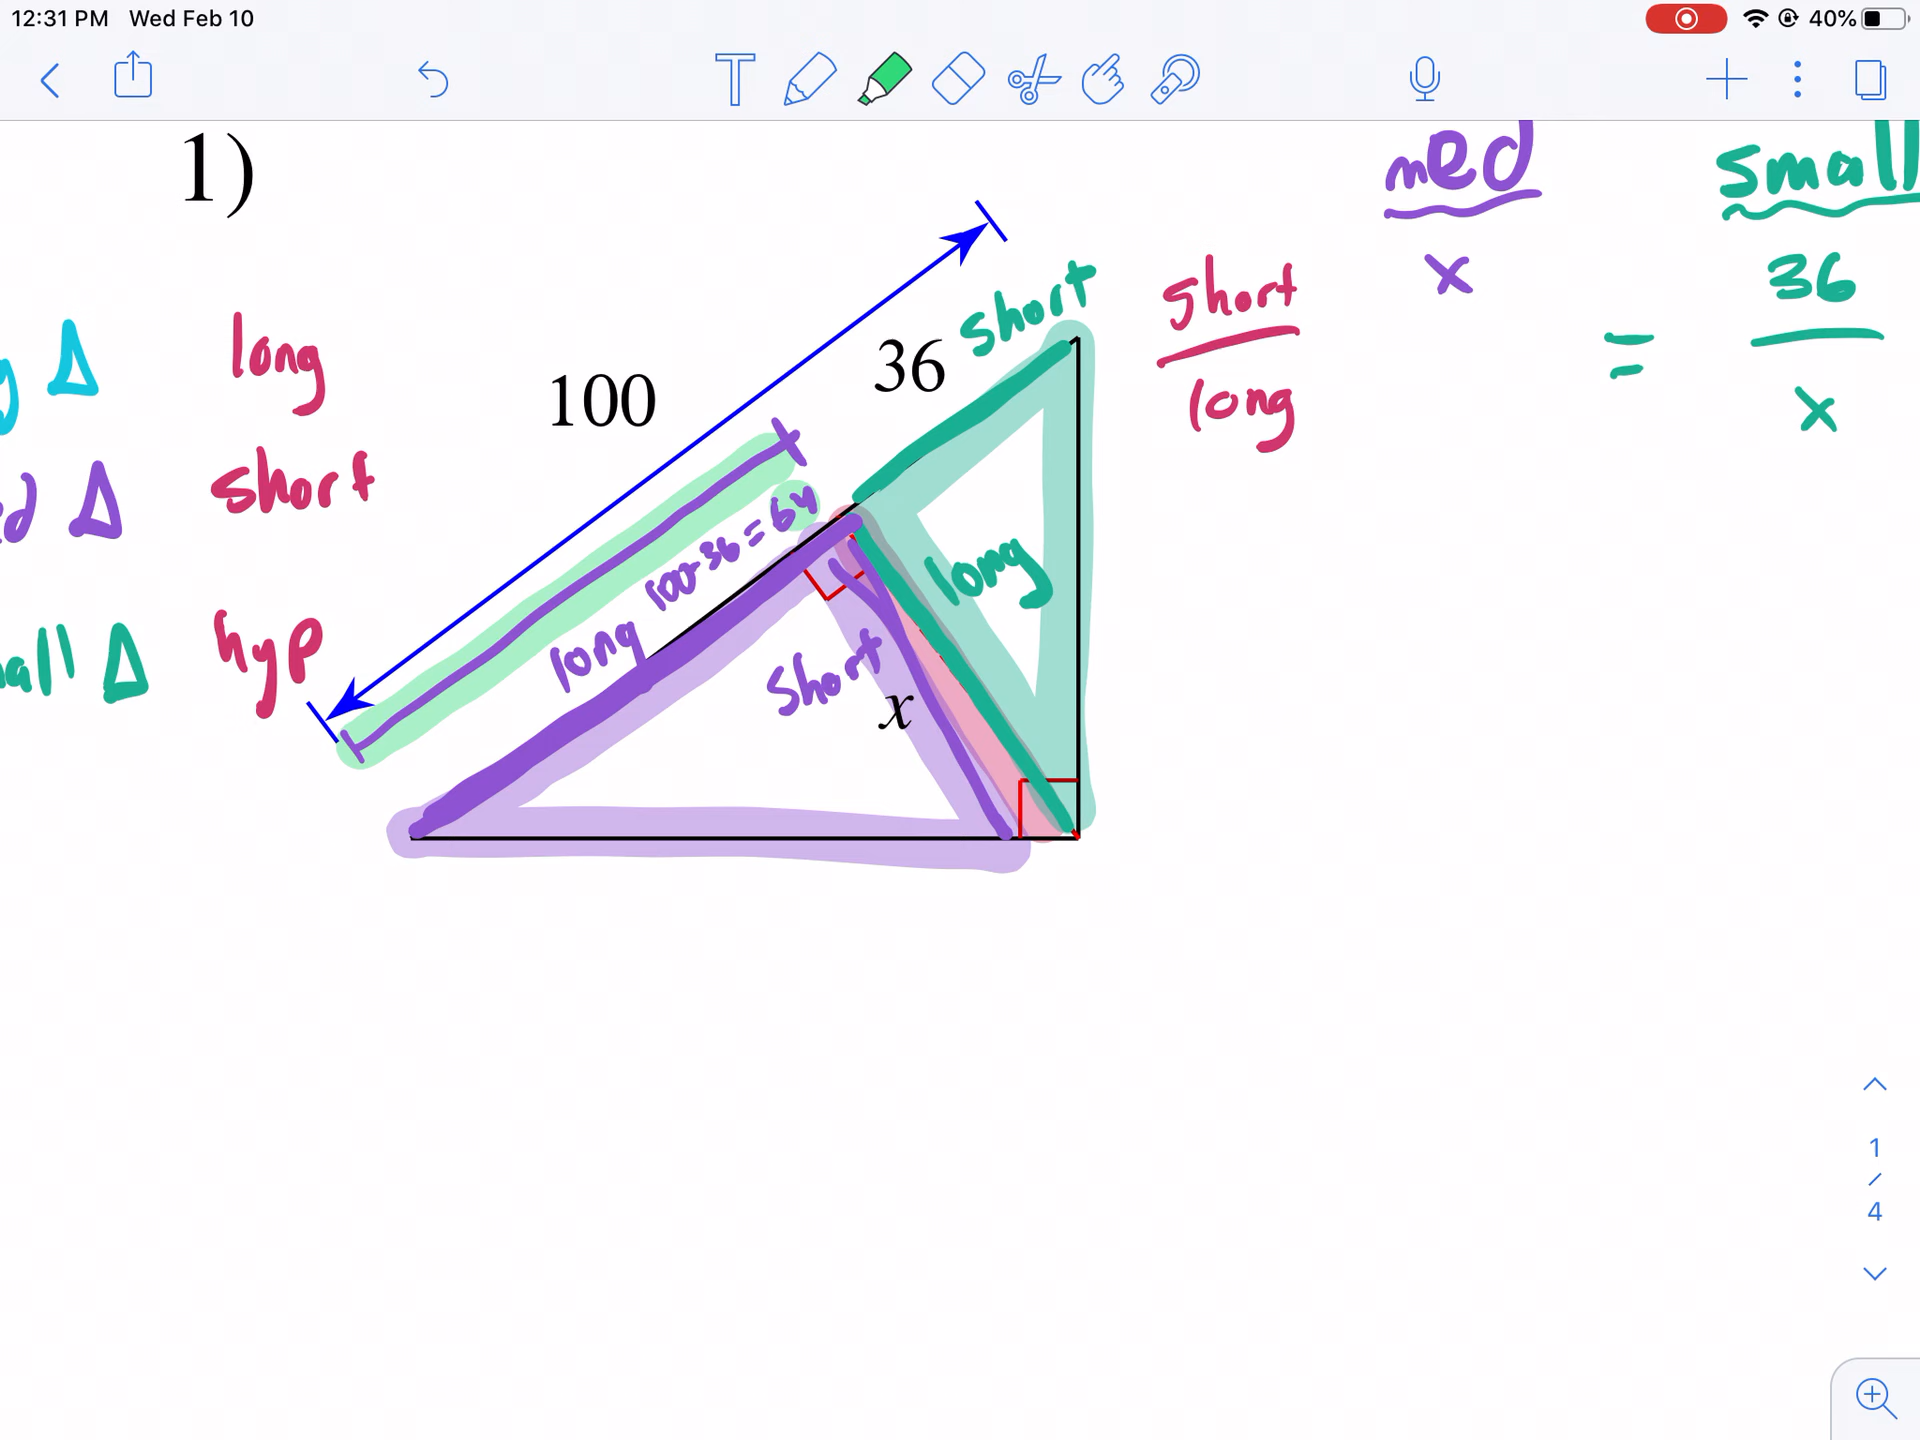 12:31 PM Wed Feb 10
40%
1)
med
small
x
36
short
long
=
x
short
36
100
Δ
long
Δ
short
all Δ
hyp
100-36=64
long
long
short
x
1
/
4